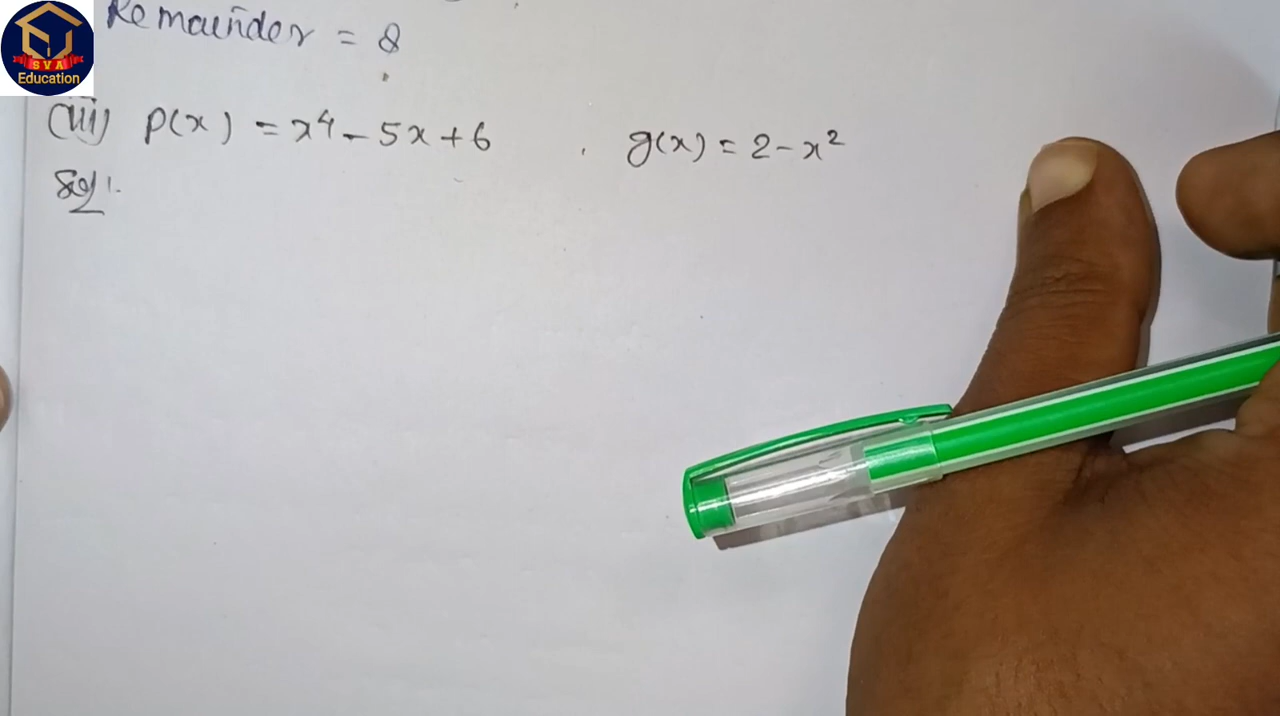 SVA
Education
Remainder = 8
(iii) p(x) = x⁴ - 5x + 6 , g(x) = 2 - x²
Sol: